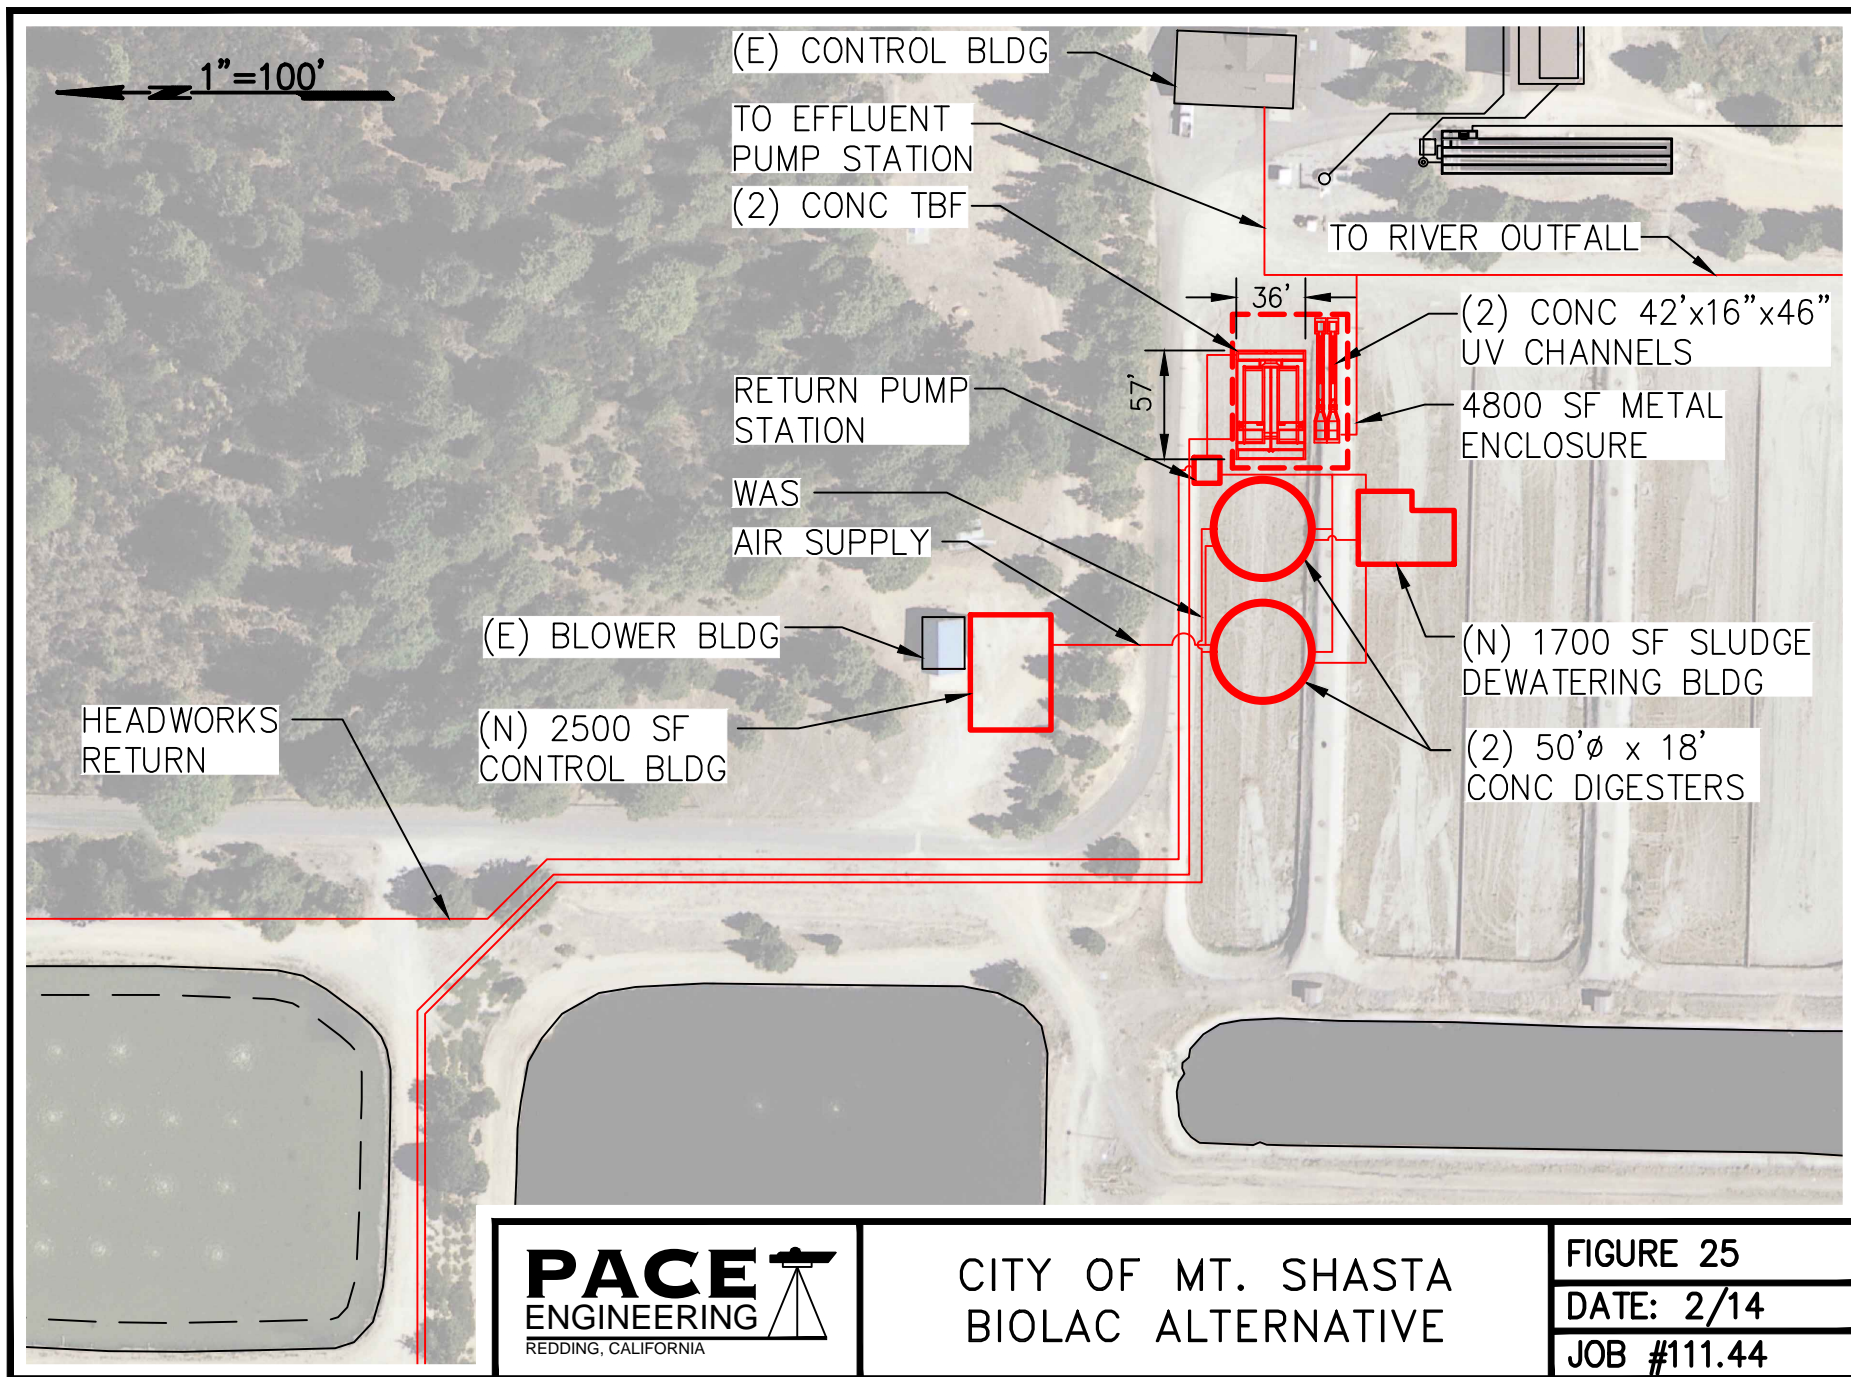 1"=100'
(E) CONTROL BLDG
TO EFFLUENT
PUMP STATION
(2) CONC TBF
TO RIVER OUTFALL
36'
57'
(2) CONC 42'x16"x46"
UV CHANNELS
RETURN PUMP
STATION
4800 SF METAL
ENCLOSURE
WAS
AIR SUPPLY
(E) BLOWER BLDG
(N) 1700 SF SLUDGE
DEWATERING BLDG
HEADWORKS
RETURN
(N) 2500 SF
CONTROL BLDG
(2) 50'ø x 18'
CONC DIGESTERS
PACE
ENGINEERING
REDDING, CALIFORNIA
CITY OF MT. SHASTA
BIOLAC ALTERNATIVE
FIGURE 25
DATE: 2/14
JOB #111.44